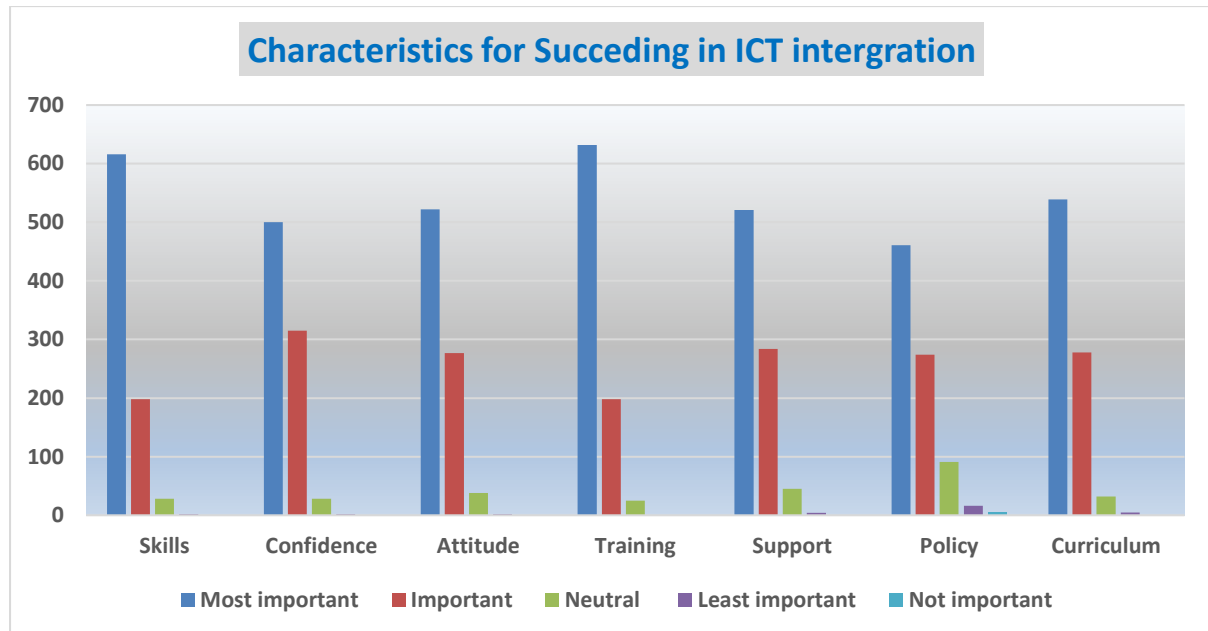 Characteristics for Succeding in ICT intergration
700
600
500
400
300
200
100
0
Skills Confidence Attitude Training Support Policy Curriculum
Most important Important Neutral Least important Not important